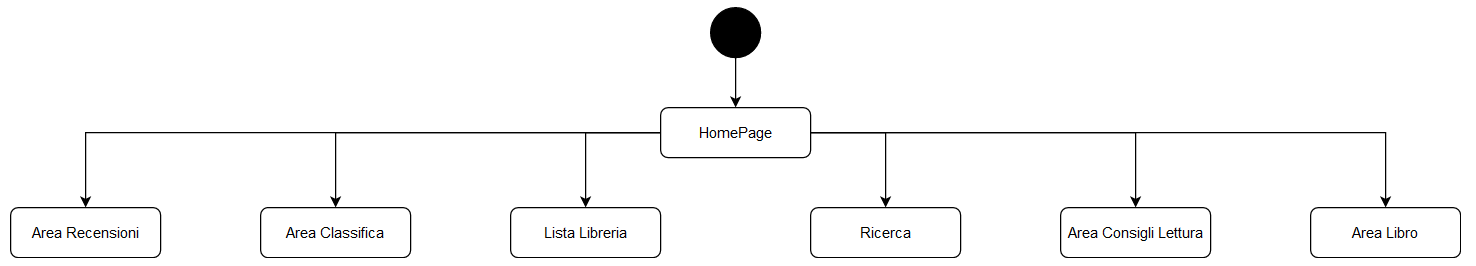 HomePage
Area Recensioni
Area Classifica
Lista Libreria
Ricerca
Area Consigli Lettura
Area Libro